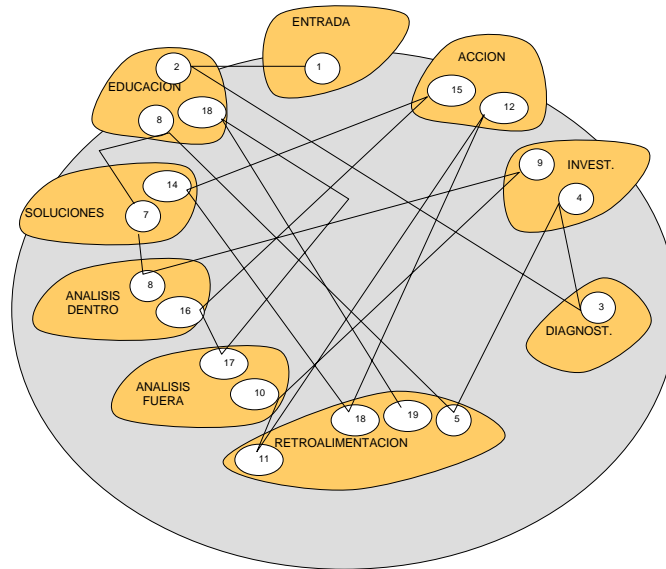 ENTRADA
1
ACCION
15
12
2
EDUCACION
8
18
9
INVEST.
4
14
SOLUCIONES
7
8
ANALISIS
DENTRO
16
3
DIAGNOST.
17
ANALISIS
FUERA
10
18
19
5
RETROALIMENTACION
11